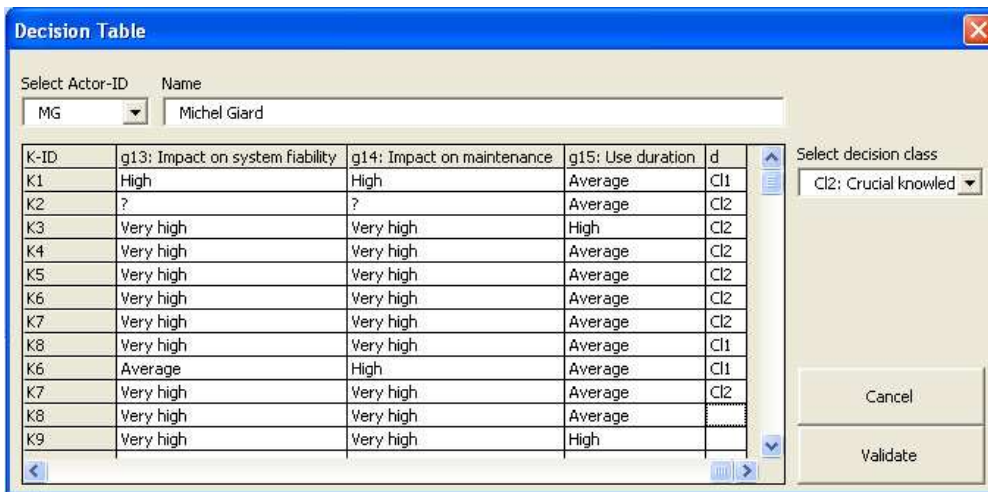 Decision Table
Select Actor-ID Name
MG Michel Giard
K-ID g13: Impact on system fiability g14: Impact on maintenance g15: Use duration d
K1 High High Average Cl1
K2 ? ? Average Cl2
K3 Very high Very high High Cl2
K4 Very high Very high Average Cl2
K5 Very high Very high Average Cl2
K6 Very high Very high Average Cl2
K7 Very high Very high Average Cl2
K8 Very high Very high Average Cl1
K6 Average High Average Cl1
K7 Very high Very high Average Cl2
K8 Very high Very high Average
K9 Very high Very high High
Select decision class
Cl2: Crucial knowled
Cancel
Validate